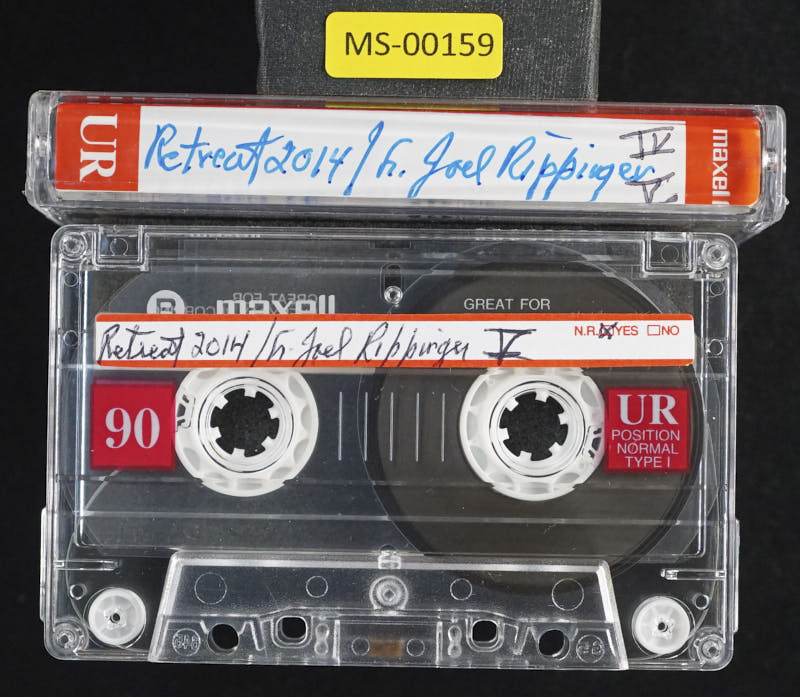 MS-00159
UR
Retreat 2014 / Fr. Joel Rippinger
IV
V
maxell
maxell
GREAT FOR
Retreat 2014 / Fr. Joel Rippinger V
N.R. ☒YES ☐NO
90
UR
POSITION
NORMAL
TYPE I